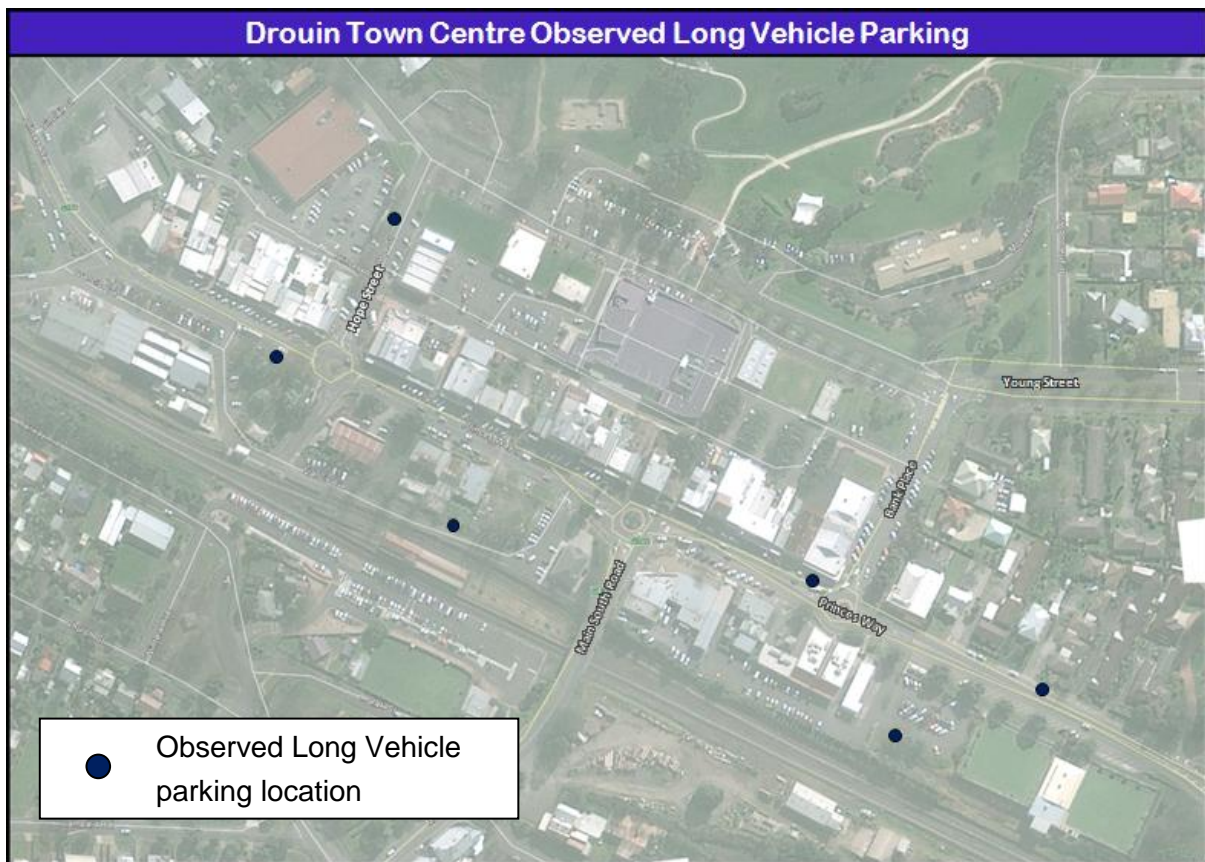 Drouin Town Centre Observed Long Vehicle Parking
Hope Street
Young Street
Bank Place
Main South Road
Princes Way
Observed Long Vehicle
parking location